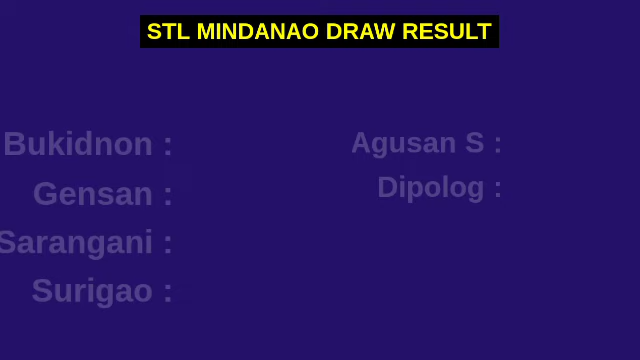 STL MINDANAO DRAW RESULT
Bukidnon :
Gensan :
Sarangani :
Surigao :
Agusan S :
Dipolog :